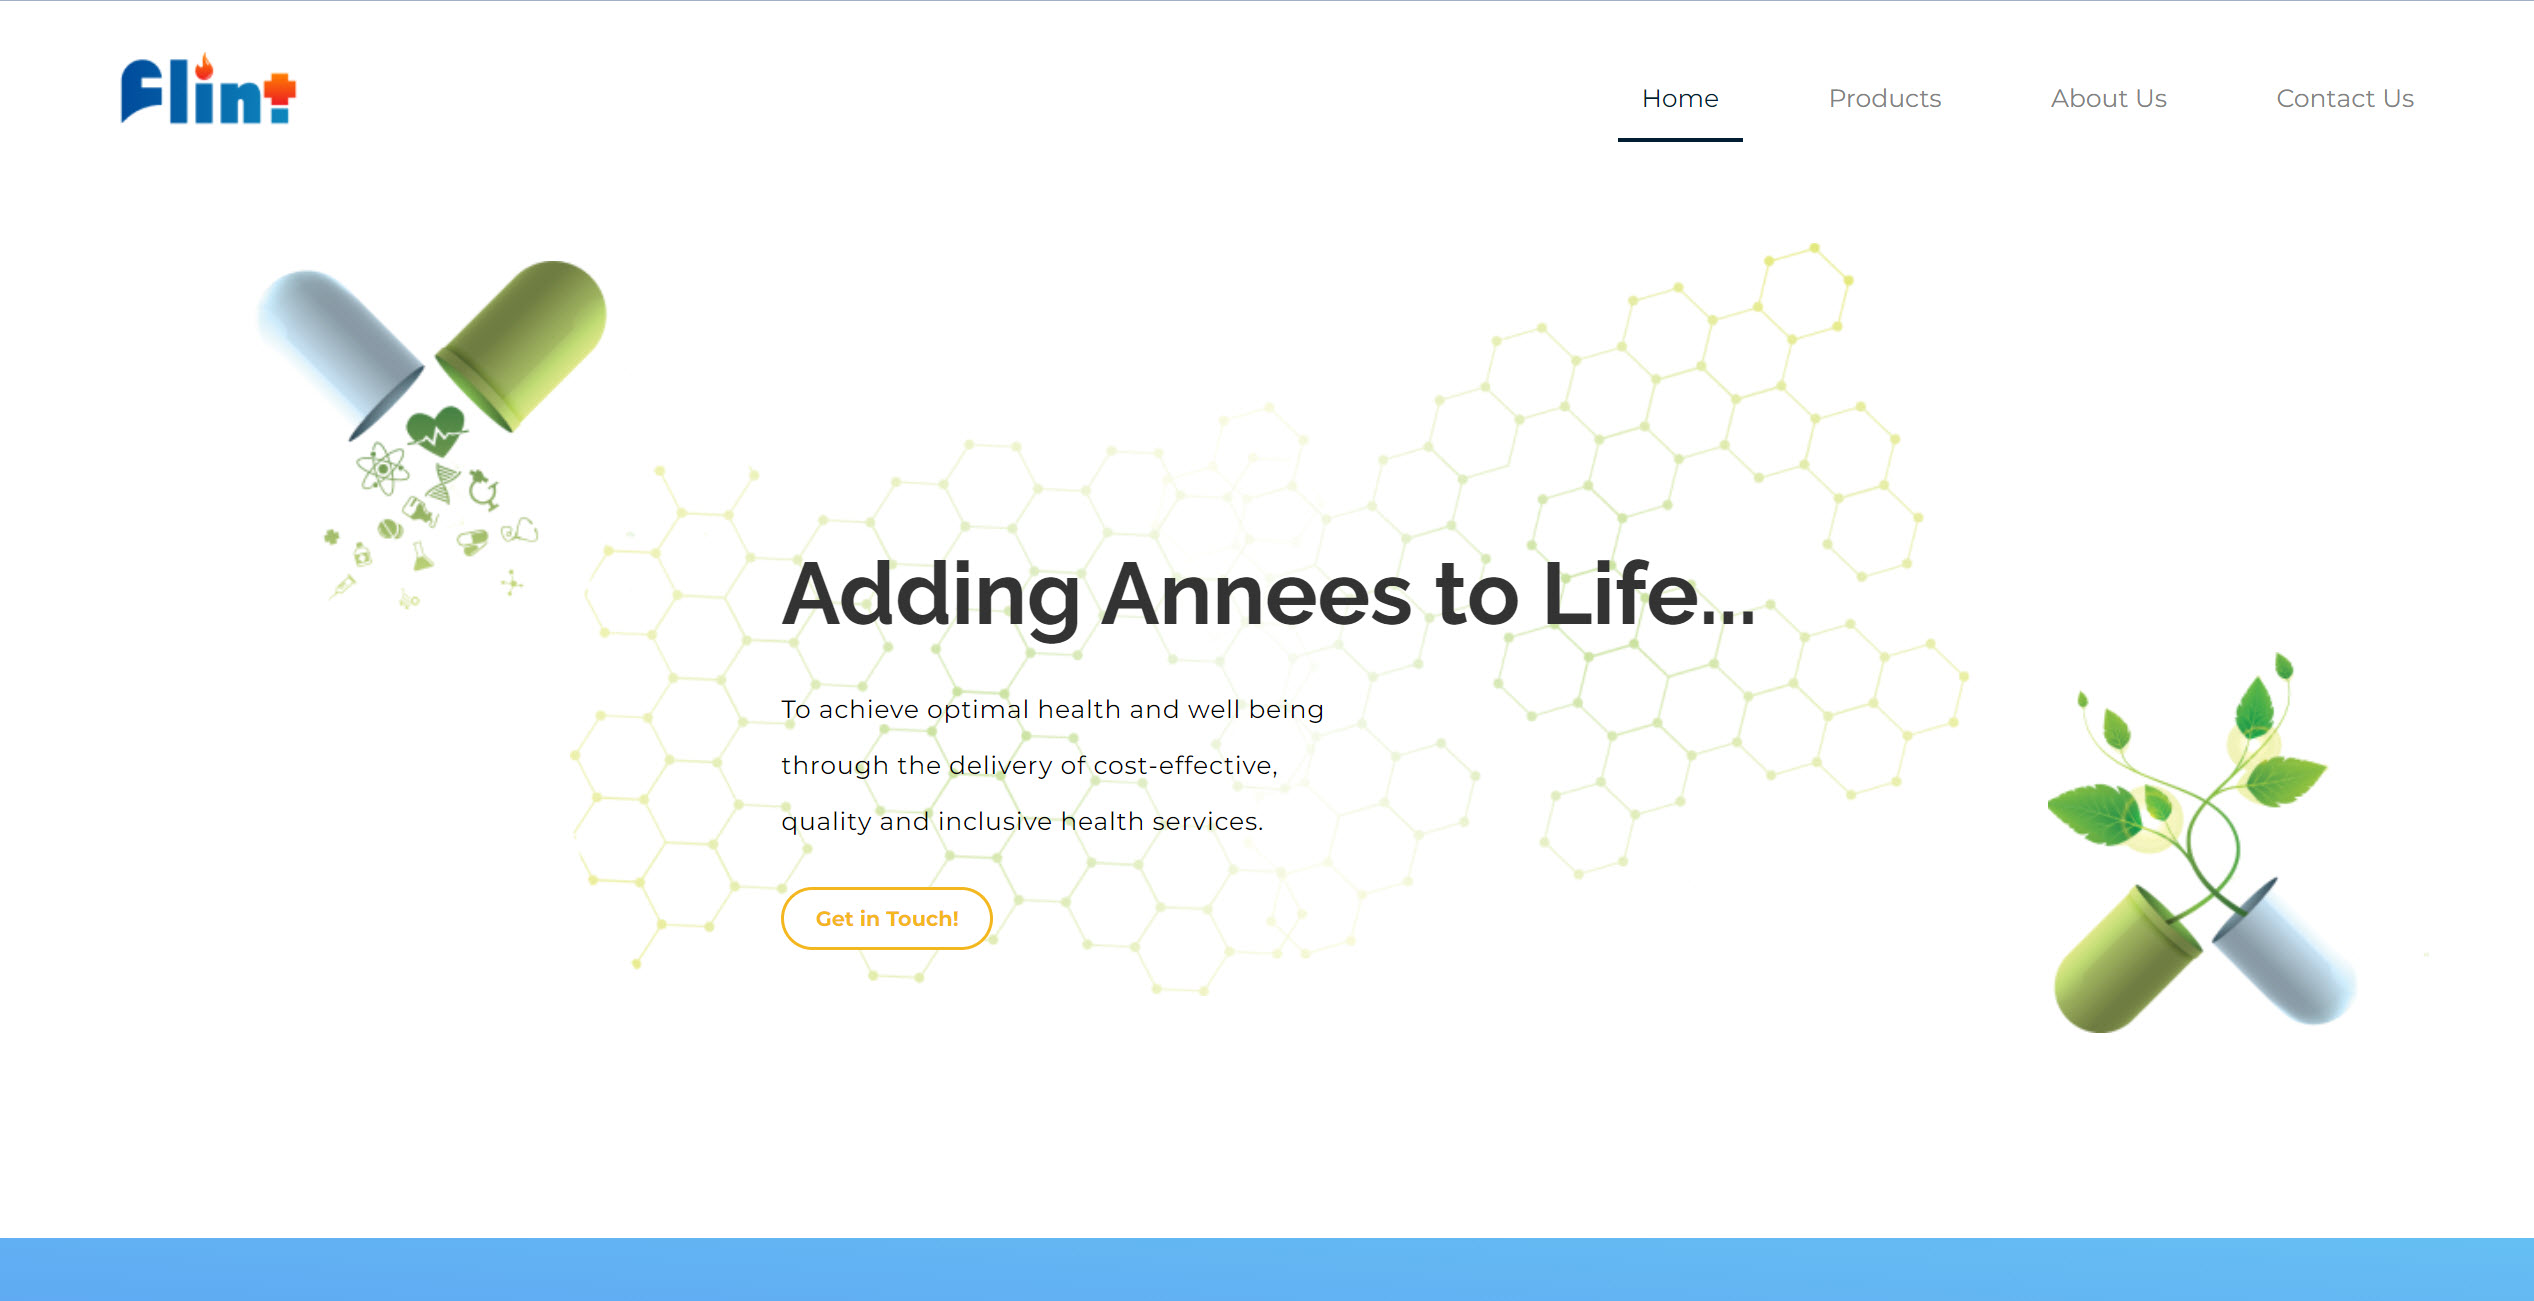 Flint
Home
Products
About Us
Contact Us
Adding Annees to Life...
To achieve optimal health and well being
through the delivery of cost-effective,
quality and inclusive health services.
Get in Touch!